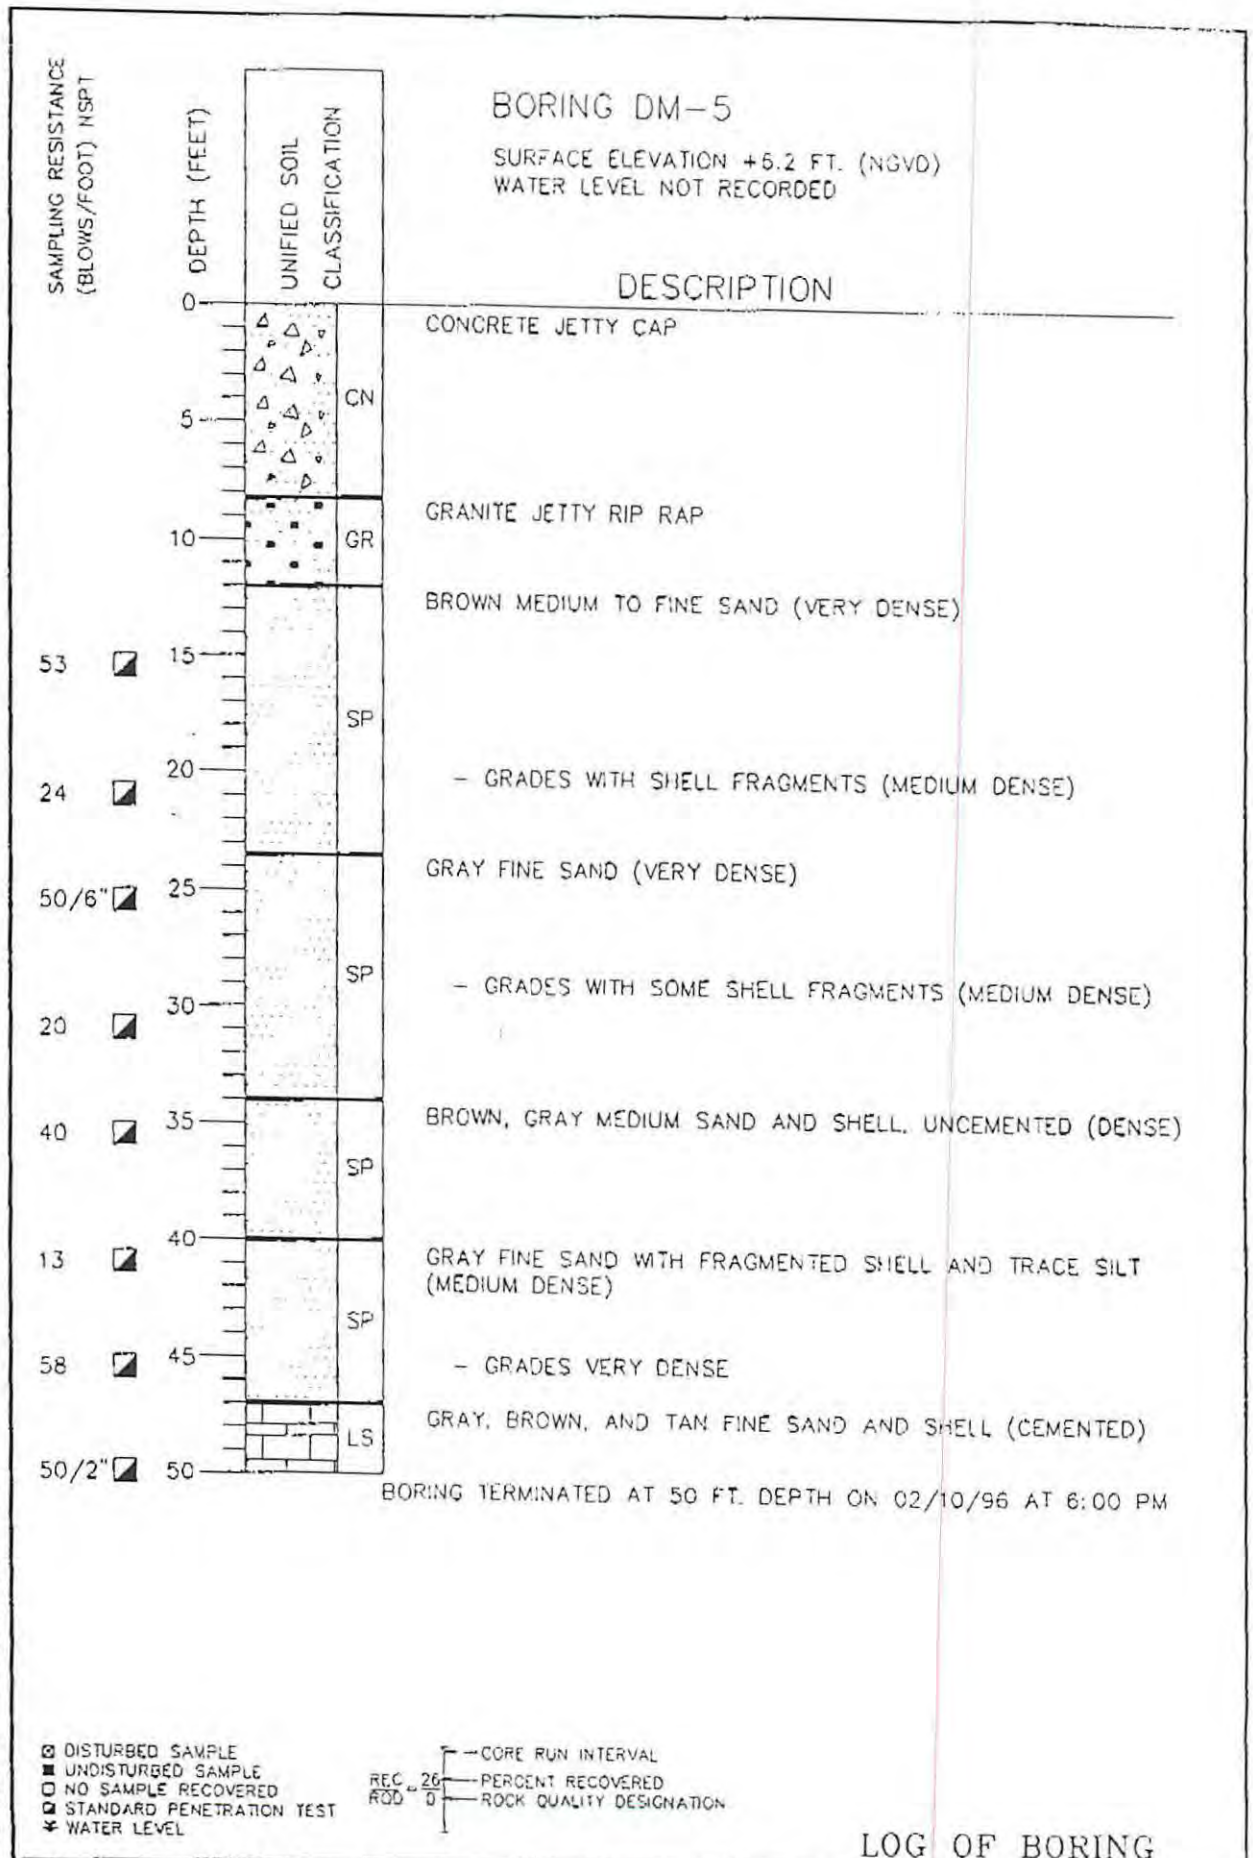 SAMPLING RESISTANCE
(BLOWS/FOOT) NSPT
DEPTH (FEET)
UNIFIED SOIL
CLASSIFICATION
BORING DM-5
SURFACE ELEVATION +5.2 FT. (NGVD)
WATER LEVEL NOT RECORDED
DESCRIPTION
0
CONCRETE JETTY CAP
CN
5
GRANITE JETTY RIP RAP
10 GR
BROWN MEDIUM TO FINE SAND (VERY DENSE)
53 15
SP
20
24 - GRADES WITH SHELL FRAGMENTS (MEDIUM DENSE)
GRAY FINE SAND (VERY DENSE)
50/6" 25
SP
- GRADES WITH SOME SHELL FRAGMENTS (MEDIUM DENSE)
30
20
40 35 BROWN, GRAY MEDIUM SAND AND SHELL, UNCEMENTED (DENSE)
SP
40
13 GRAY FINE SAND WITH FRAGMENTED SHELL AND TRACE SILT
(MEDIUM DENSE)
SP
58 45 - GRADES VERY DENSE
GRAY, BROWN, AND TAN FINE SAND AND SHELL (CEMENTED)
LS
50/2" 50
BORING TERMINATED AT 50 FT. DEPTH ON 02/10/96 AT 6:00 PM
DISTURBED SAMPLE
UNDISTURBED SAMPLE
NO SAMPLE RECOVERED
STANDARD PENETRATION TEST
WATER LEVEL
CORE RUN INTERVAL
REC 26 PERCENT RECOVERED
RQD 0 ROCK QUALITY DESIGNATION
LOG OF BORING